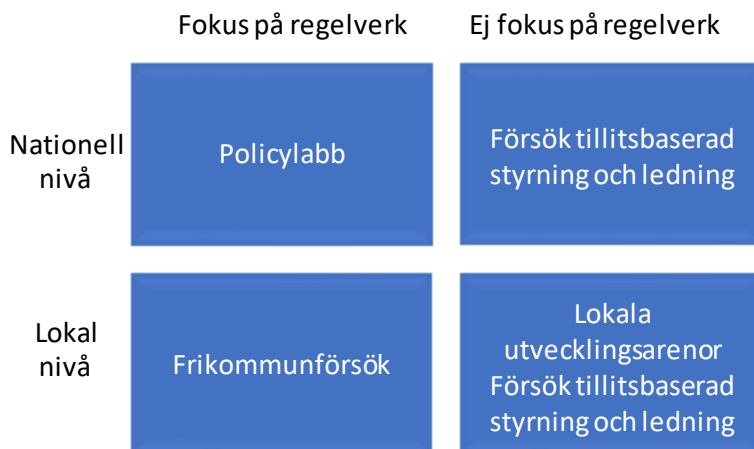 Fokus på regelverk
Ej fokus på regelverk
Nationell
nivå
Policylabb
Försök tillitsbaserad
styrning och ledning
Lokal
nivå
Frikommunförsök
Lokala
utvecklingsarenor
Försök tillitsbaserad
styrning och ledning